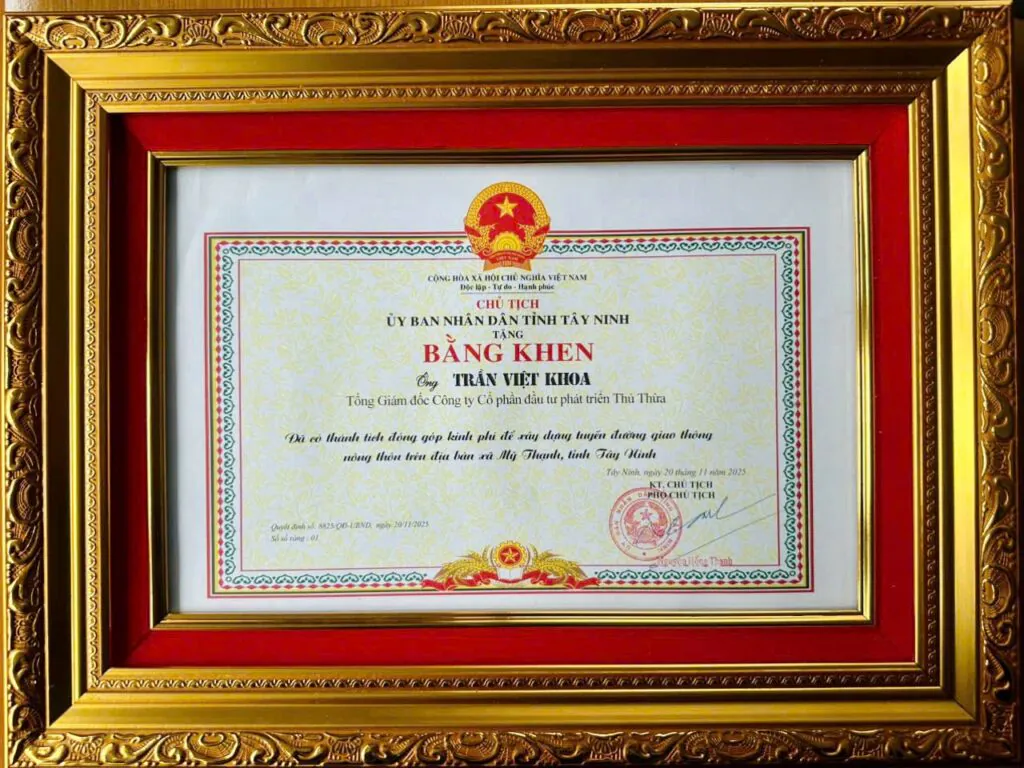 CỘNG HÒA XÃ HỘI CHỦ NGHĨA VIỆT NAM
Độc lập - Tự do - Hạnh phúc
CHỦ TỊCH
ỦY BAN NHÂN DÂN TỈNH TÂY NINH
TẶNG
BẰNG KHEN
Ông TRẦN VIỆT KHOA
Tổng Giám đốc Công ty Cổ phần đầu tư phát triển Thủ Thừa
Đã có thành tích đóng góp kinh phí để xây dựng tuyến đường giao thông
nông thôn trên địa bàn xã Mỹ Thạnh, tỉnh Tây Ninh
Tây Ninh, ngày 20 tháng 11 năm 2025
KT. CHỦ TỊCH
PHÓ CHỦ TỊCH
Quyết định số: 8825/QĐ-UBND, ngày 20/11/2025
Số sổ vàng : 01
Nguyễn Hồng Thanh